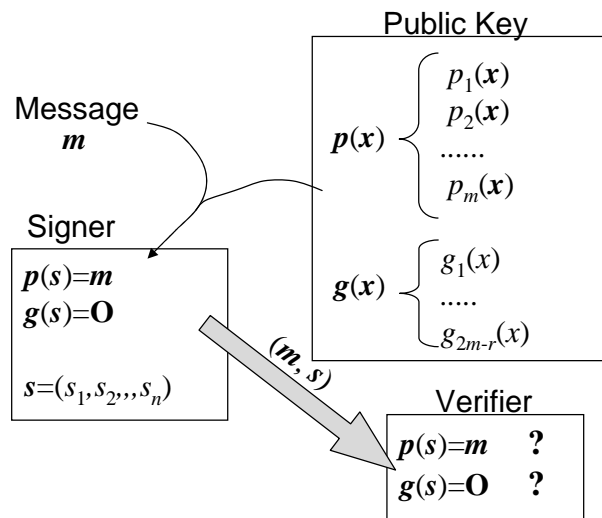 Public Key
p(x)
p₁(x)
p₂(x)
......
pₘ(x)
g(x)
g₁(x)
.....
g₂ₘ₋ᵣ(x)
Message
m
Signer
p(s)=m
g(s)=O
s=(s₁,s₂,,,sₙ)
(m, s)
Verifier
p(s)=m ?
g(s)=O ?